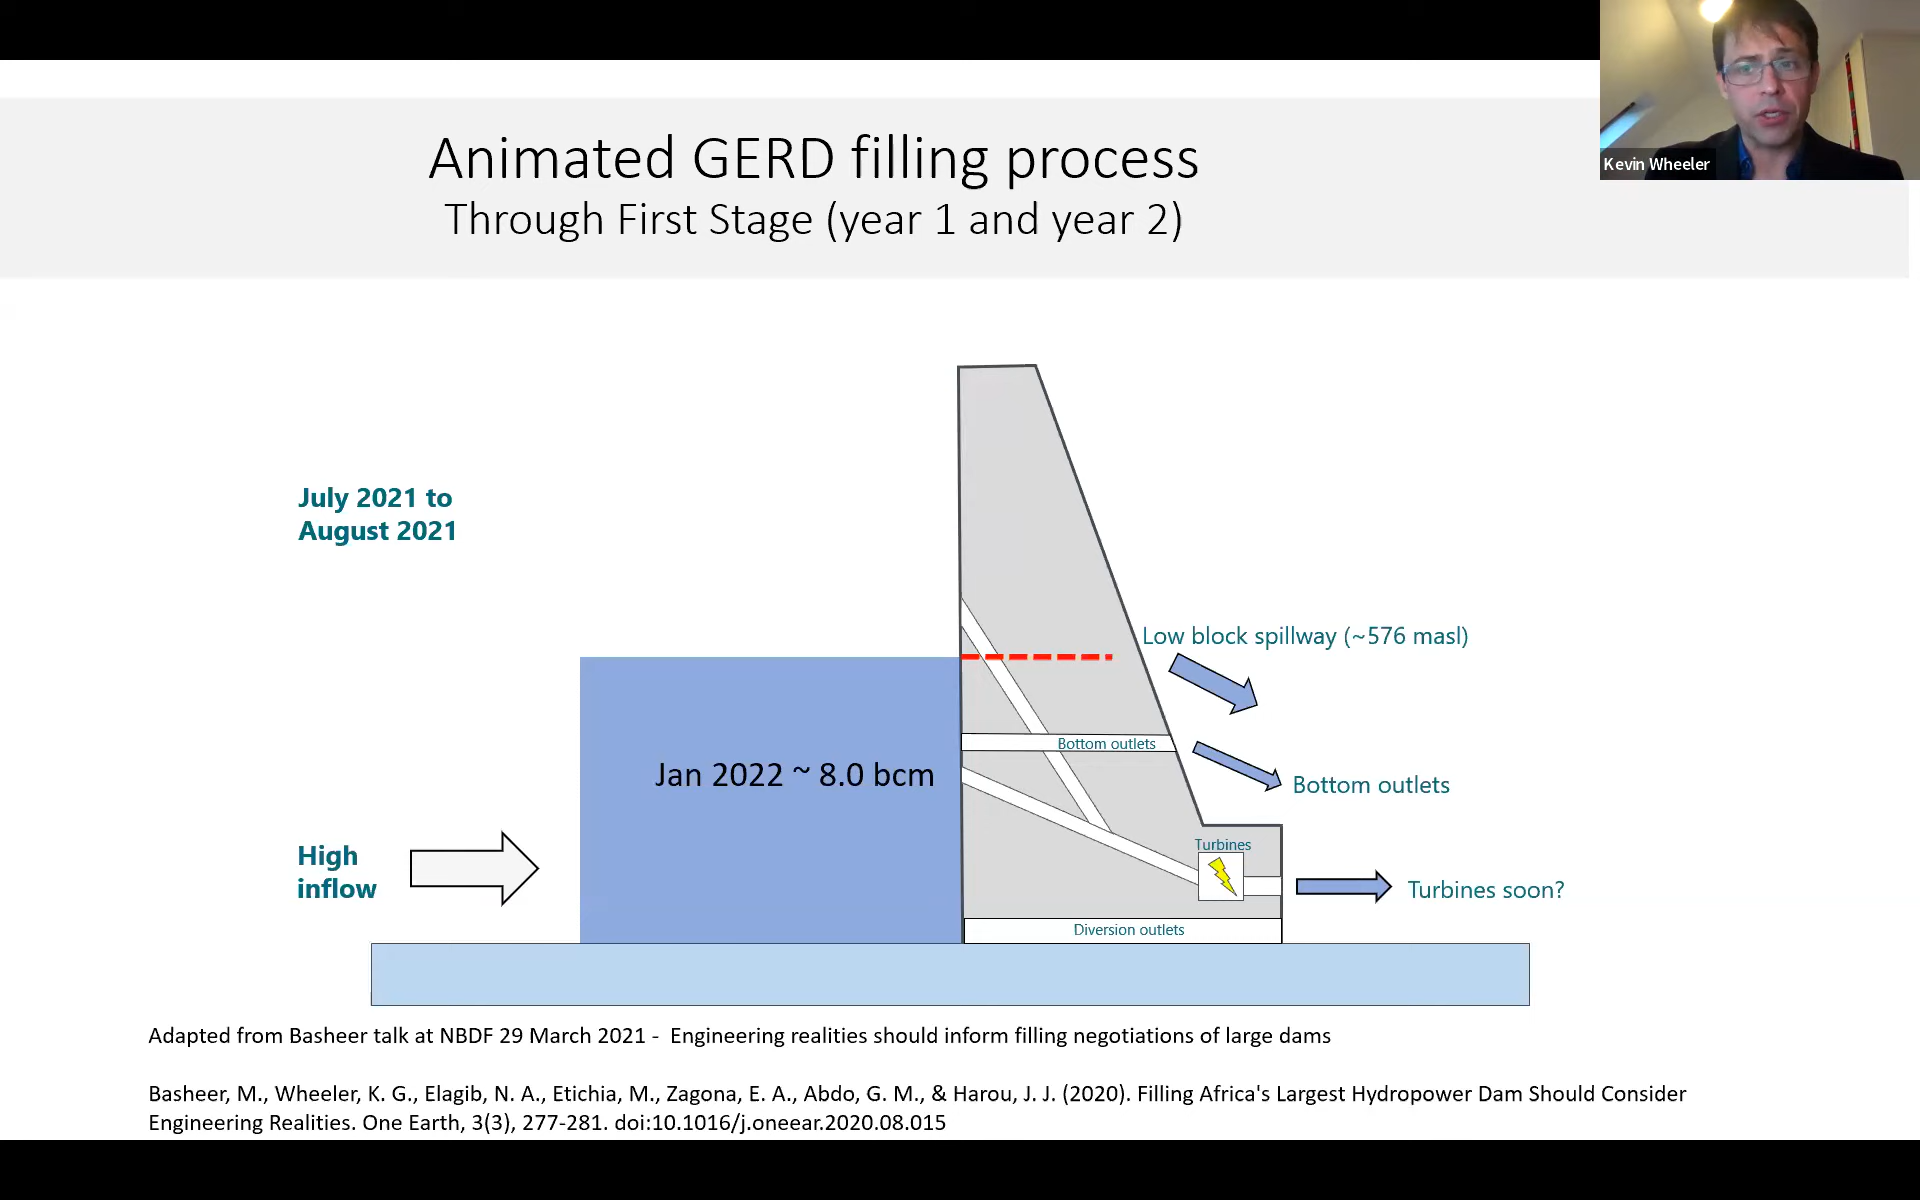 Kevin Wheeler
Animated GERD filling process
Through First Stage (year 1 and year 2)
July 2021 to
August 2021
Low block spillway (~576 masl)
Bottom outlets
Jan 2022 ~ 8.0 bcm
Bottom outlets
High
inflow
Turbines
Turbines soon?
Diversion outlets
Adapted from Basheer talk at NBDF 29 March 2021 - Engineering realities should inform filling negotiations of large dams
Basheer, M., Wheeler, K. G., Elagib, N. A., Etichia, M., Zagona, E. A., Abdo, G. M., & Harou, J. J. (2020). Filling Africa's Largest Hydropower Dam Should Consider
Engineering Realities. One Earth, 3(3), 277-281. doi:10.1016/j.oneear.2020.08.015